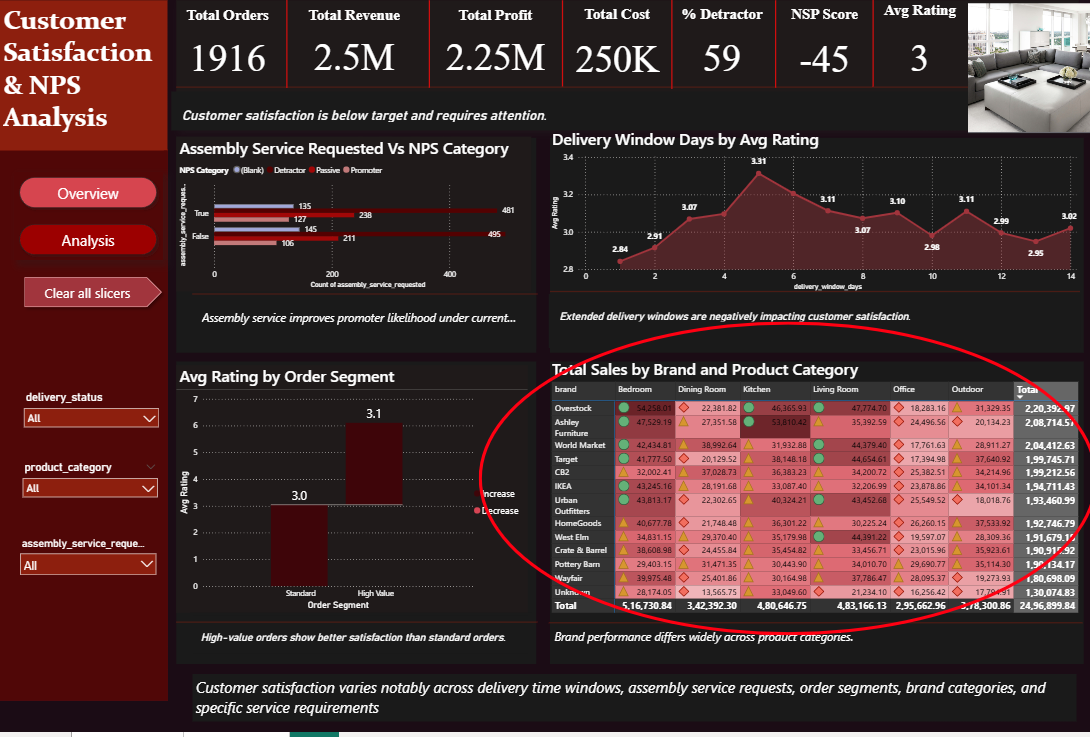 Customer
Satisfaction
& NPS
Analysis
Total Orders
1916
Total Revenue
2.5M
Total Profit
2.25M
Total Cost
250K
% Detractor
59
NSP Score
-45
Avg Rating
3
Customer satisfaction is below target and requires attention.
Overview
Analysis
Clear all slicers
delivery_status
All
product_category
All
assembly_service_reque...
All
Assembly Service Requested Vs NPS Category
NPS Category (Blank) Detractor Passive Promoter
assembly_service_reques...
True
135
481
238
127
False
145
495
211
106
0 200 400
Count of assembly_service_requested
Assembly service improves promoter likelihood under current...
Delivery Window Days by Avg Rating
Avg Rating
3.4
3.2
3.0
2.8
2.84
2.91
3.07
3.31
3.11
3.07
3.10
2.98
3.11
2.99
2.95
3.02
0 2 4 6 8 10 12 14
delivery_window_days
Extended delivery windows are negatively impacting customer satisfaction.
Avg Rating by Order Segment
Avg Rating
7
6
5
4
3
2
1
0
3.0
3.1
Increase
Decrease
Standard High Value
Order Segment
High-value orders show better satisfaction than standard orders.
Total Sales by Brand and Product Category
brand Bedroom Dining Room Kitchen Living Room Office Outdoor Total
Overstock 54,258.01 22,381.82 46,365.93 47,774.70 18,283.16 31,329.35 2,20,392.97
Ashley Furniture 47,529.19 27,351.58 53,810.42 35,392.59 24,496.56 20,134.23 2,08,714.57
World Market 42,434.81 38,992.64 31,932.88 44,379.40 17,761.63 28,911.27 2,04,412.63
Target 41,777.50 20,129.52 38,148.18 44,654.61 17,394.98 37,640.92 1,99,745.71
CB2 32,002.41 37,028.73 36,383.23 34,200.72 25,382.51 34,214.96 1,99,212.56
IKEA 43,245.16 28,191.68 33,087.40 32,206.99 23,878.86 34,101.34 1,94,711.43
Urban Outfitters 43,813.17 22,302.65 40,324.21 43,452.68 25,549.52 18,018.76 1,93,460.99
HomeGoods 40,677.78 21,748.48 36,301.22 30,225.24 26,260.15 37,533.92 1,92,746.79
West Elm 34,831.15 29,370.40 35,179.98 44,391.22 19,597.07 28,309.36 1,91,679.18
Crate & Barrel 38,608.98 24,455.84 35,454.82 33,456.71 23,015.96 35,923.61 1,90,915.92
Pottery Barn 29,403.15 31,471.35 30,443.90 34,010.70 29,690.77 35,114.30 1,90,134.17
Wayfair 39,975.48 25,401.86 30,164.98 37,786.47 28,095.37 19,273.93 1,80,698.09
Unknown 28,174.05 13,565.75 33,049.60 21,234.10 16,256.42 17,794.91 1,30,074.83
Total 5,16,730.84 3,42,392.30 4,80,646.75 4,83,166.13 2,95,662.96 3,78,300.86 24,96,899.84
Brand performance differs widely across product categories.
Customer satisfaction varies notably across delivery time windows, assembly service requests, order segments, brand categories, and
specific service requirements